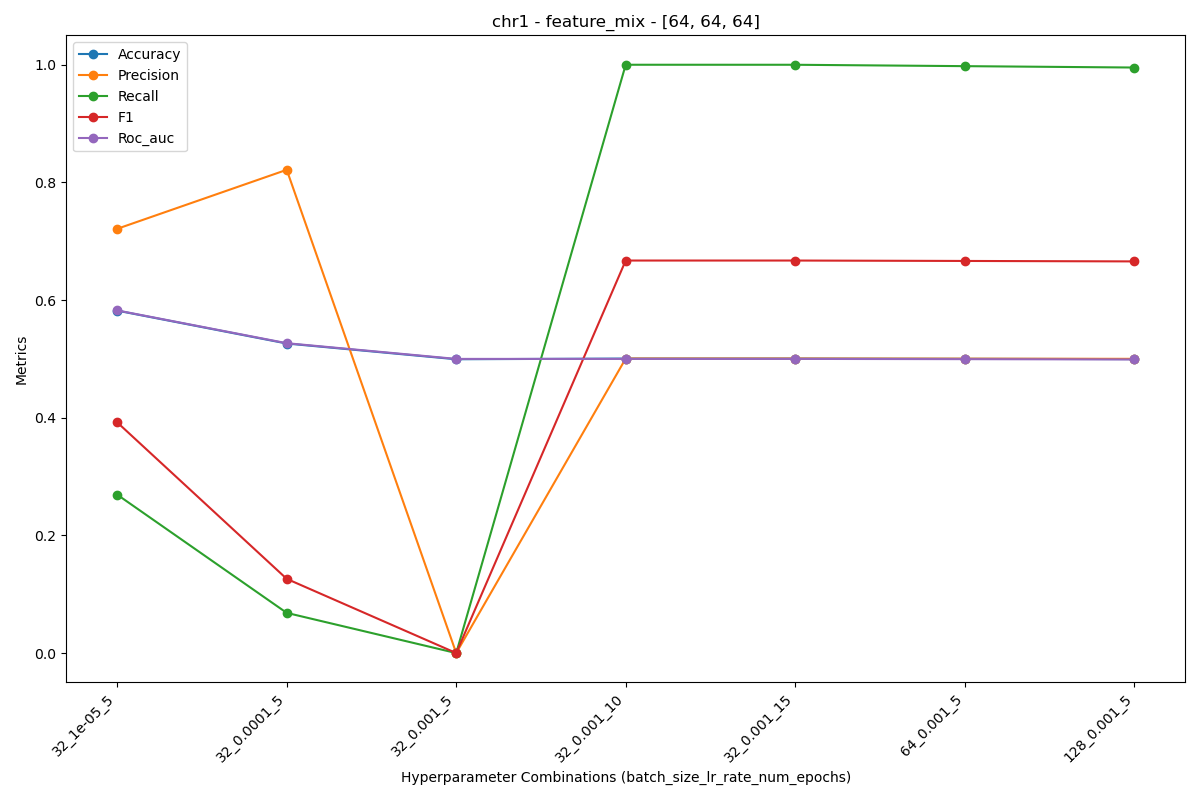 chr1 - feature_mix - [64, 64, 64]
Accuracy
Precision
Recall
F1
Roc_auc
1.0
0.8
0.6
0.4
0.2
0.0
Metrics
32_1e-05_5
32_0.0001_5
32_0.001_5
32_0.001_10
32_0.001_15
64_0.001_5
128_0.001_5
Hyperparameter Combinations (batch_size_lr_rate_num_epochs)